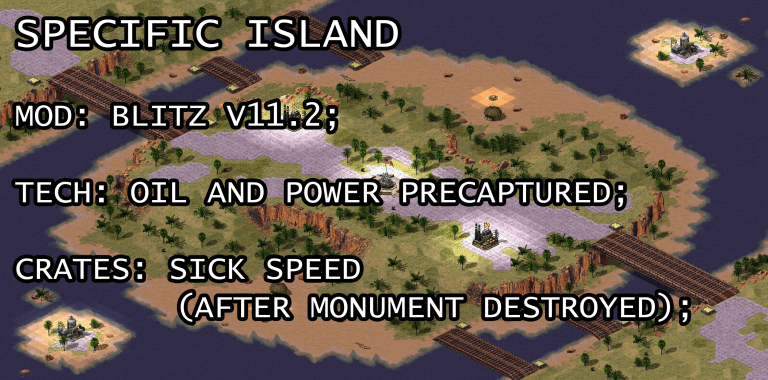 SPECIFIC ISLAND
MOD: BLITZ V11.2;
TECH: OIL AND POWER PRECAPTURED;
CRATES: SICK SPEED
(AFTER MONUMENT DESTROYED);